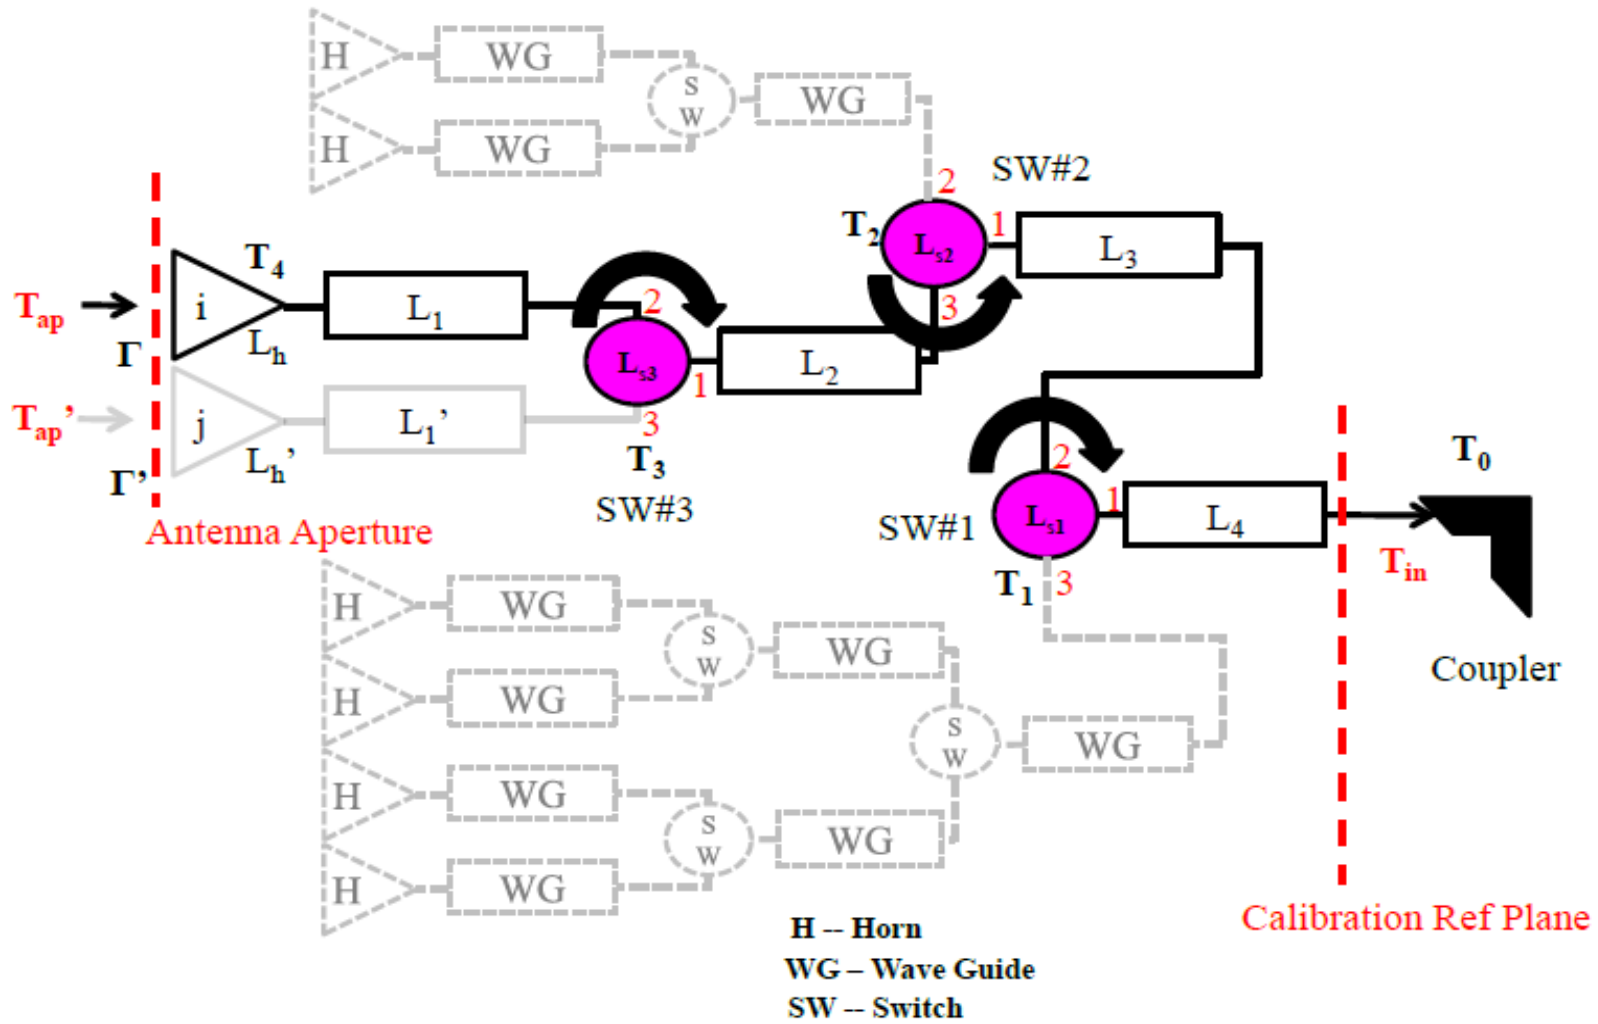 H
WG
S
W
WG
H
WG
SW#2
2
T2
Ls2
1
L3
3
T4
Tap
i
L1
2
Γ
Lh
Ls3
1
L2
Tap’
j
L1’
3
Γ’
Lh’
T3
SW#3
Antenna Aperture
2
SW#1
Ls1
1
L4
T0
Tin
T1
3
Coupler
H
WG
S
W
WG
H
WG
S
W
WG
H
WG
S
W
WG
H
WG
Calibration Ref Plane
H -- Horn
WG – Wave Guide
SW -- Switch